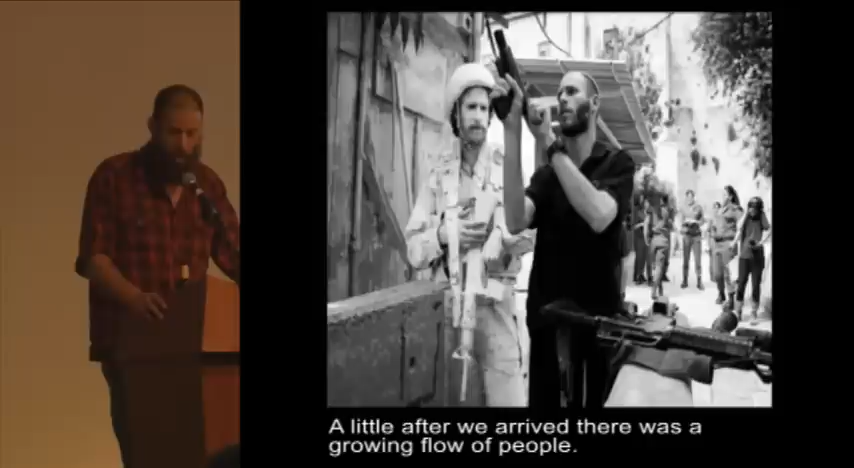 A little after we arrived there was a
growing flow of people.